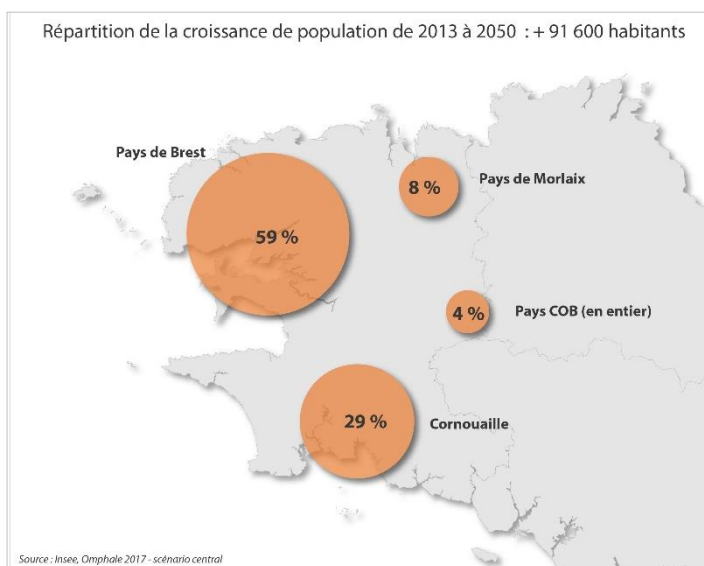 Répartition de la croissance de population de 2013 à 2050 : + 91 600 habitants
Pays de Brest
59 %
8 %
Pays de Morlaix
4 %
Pays COB (en entier)
29 %
Cornouaille
Source : Insee, Omphale 2017 - scénario central